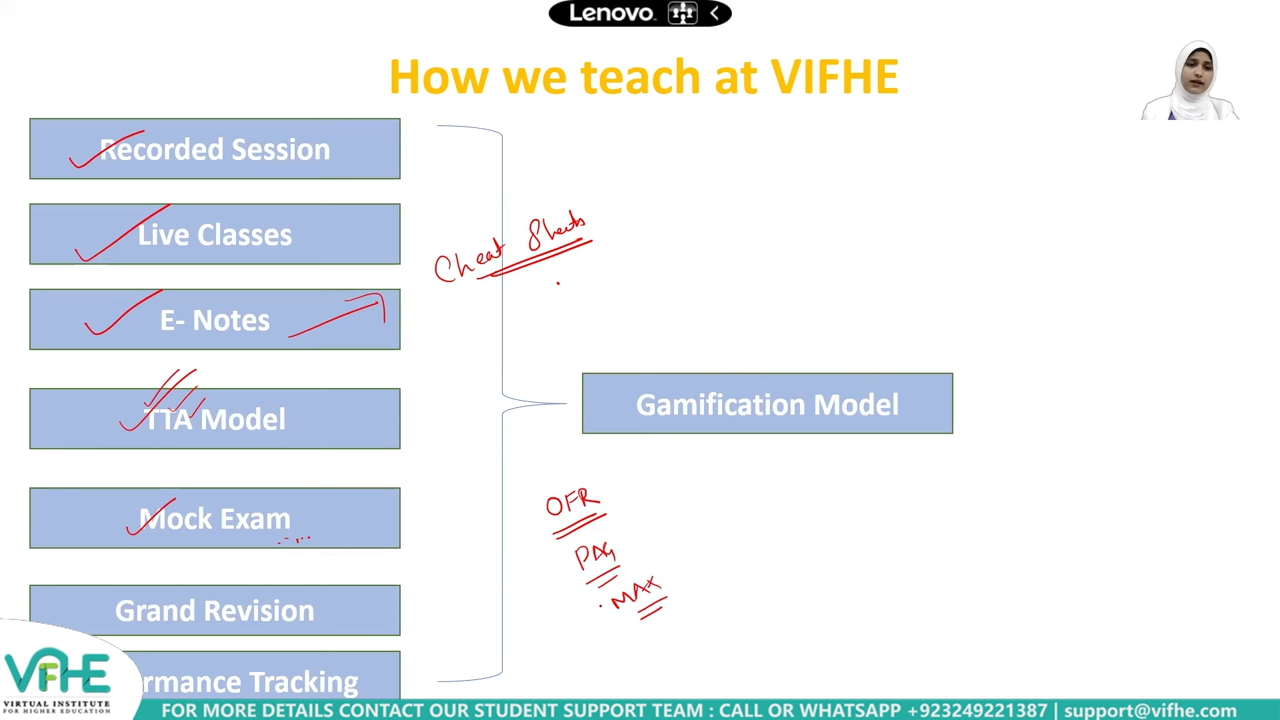 Lenovo
How we teach at VIFHE
Recorded Session
Live Classes
Cheat Sheets
E- Notes
TTA Model
Gamification Model
Mock Exam
OFR
PAG
MAX
Grand Revision
rmance Tracking
VIFHE
VIRTUAL INSTITUTE
FOR HIGHER EDUCATION
FOR MORE DETAILS CONTACT OUR STUDENT SUPPORT TEAM : CALL OR WHATSAPP +923249221387 | support@vifhe.com